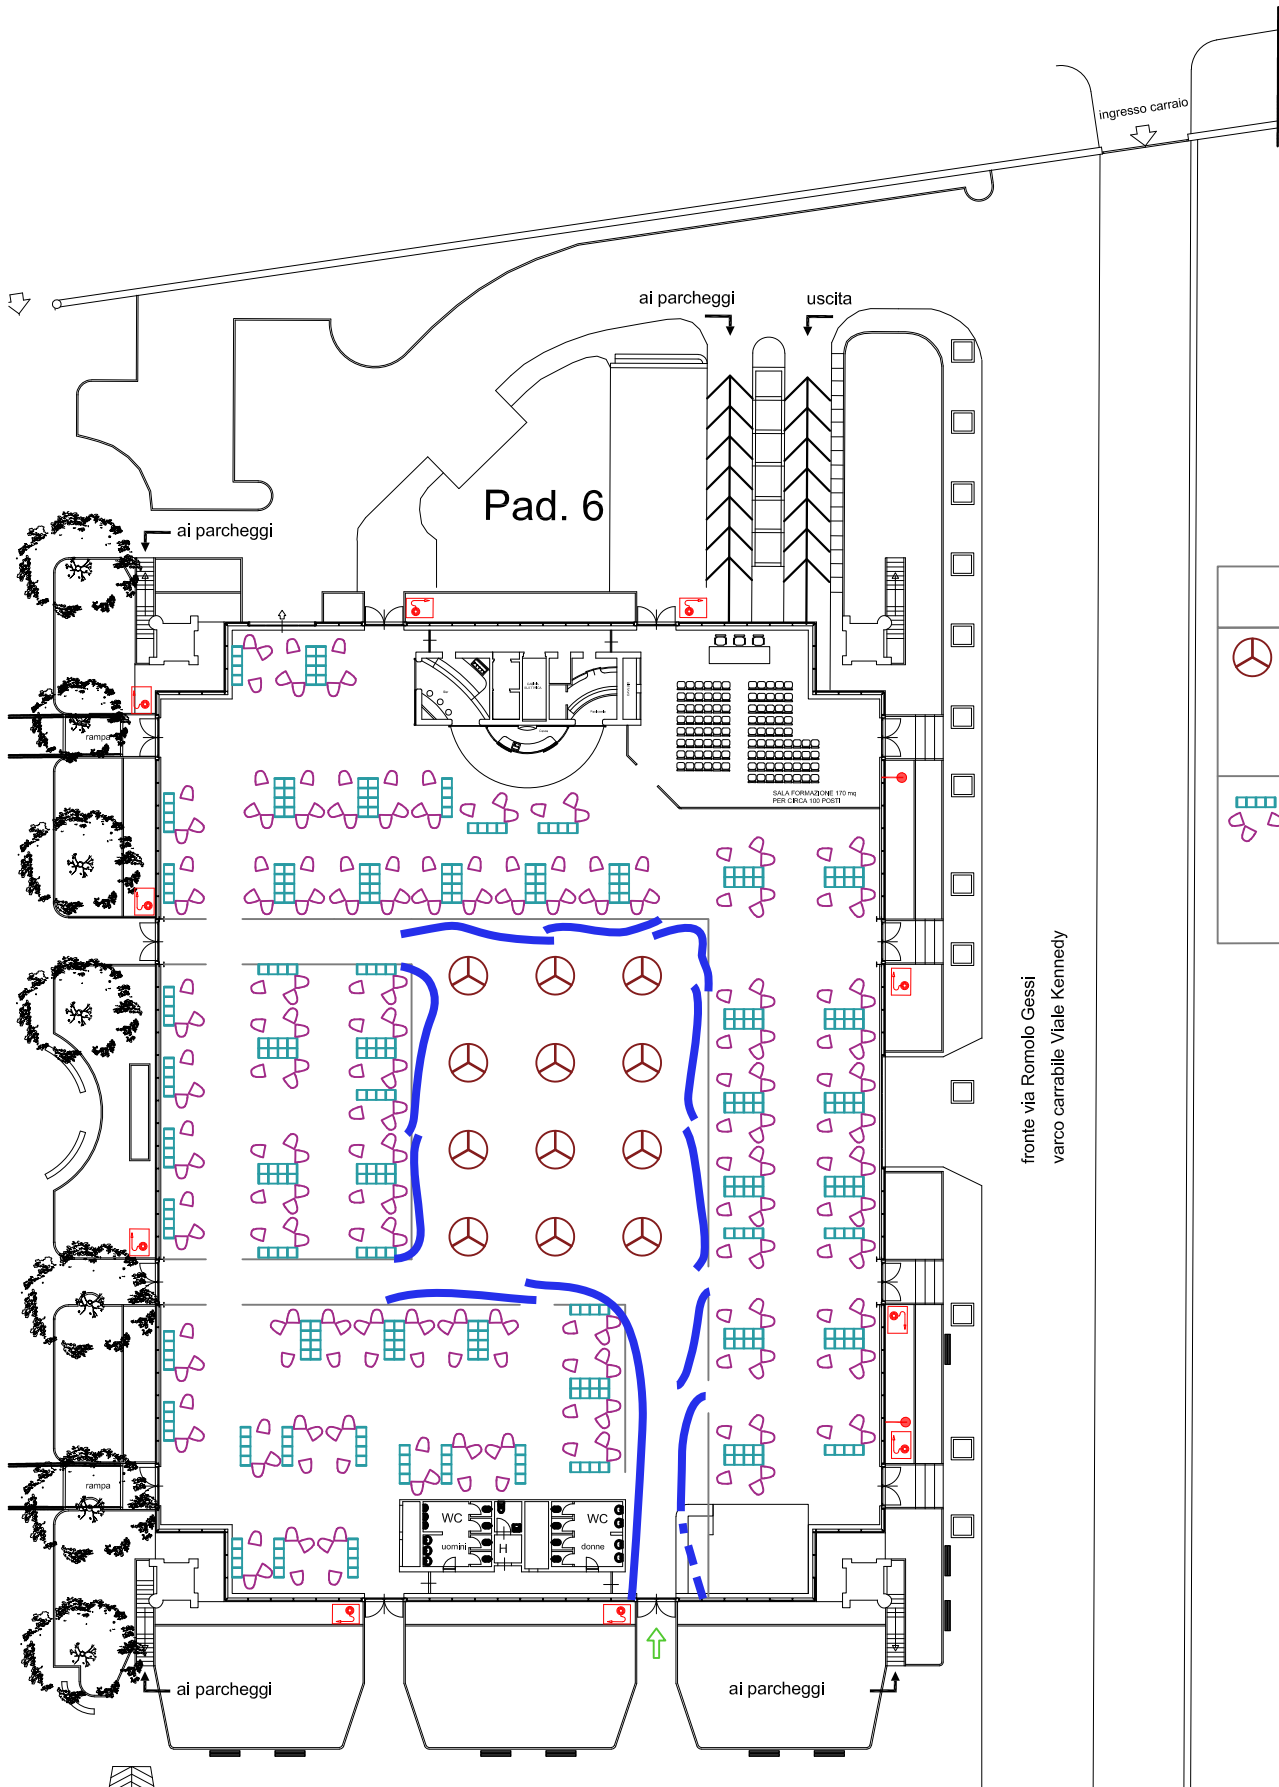 ingresso carraio
ai parcheggi
uscita
Pad. 6
ai parcheggi
rampa
SALA FORMAZIONE 170 mq
PER CIRCA 100 POSTI
fronte via Romolo Gessi
varco carrabile Viale Kennedy
rampa
WC
uomini
H
WC
donne
ai parcheggi
ai parcheggi